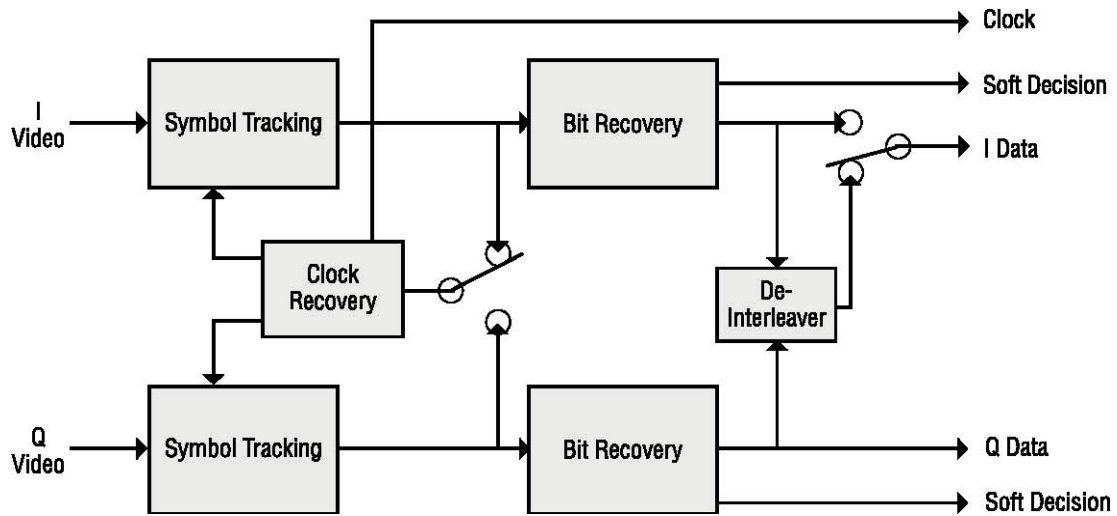 Clock
Soft Decision
I
Video
Symbol Tracking
Bit Recovery
I Data
Clock
Recovery
De-
Interleaver
Q
Video
Symbol Tracking
Bit Recovery
Q Data
Soft Decision